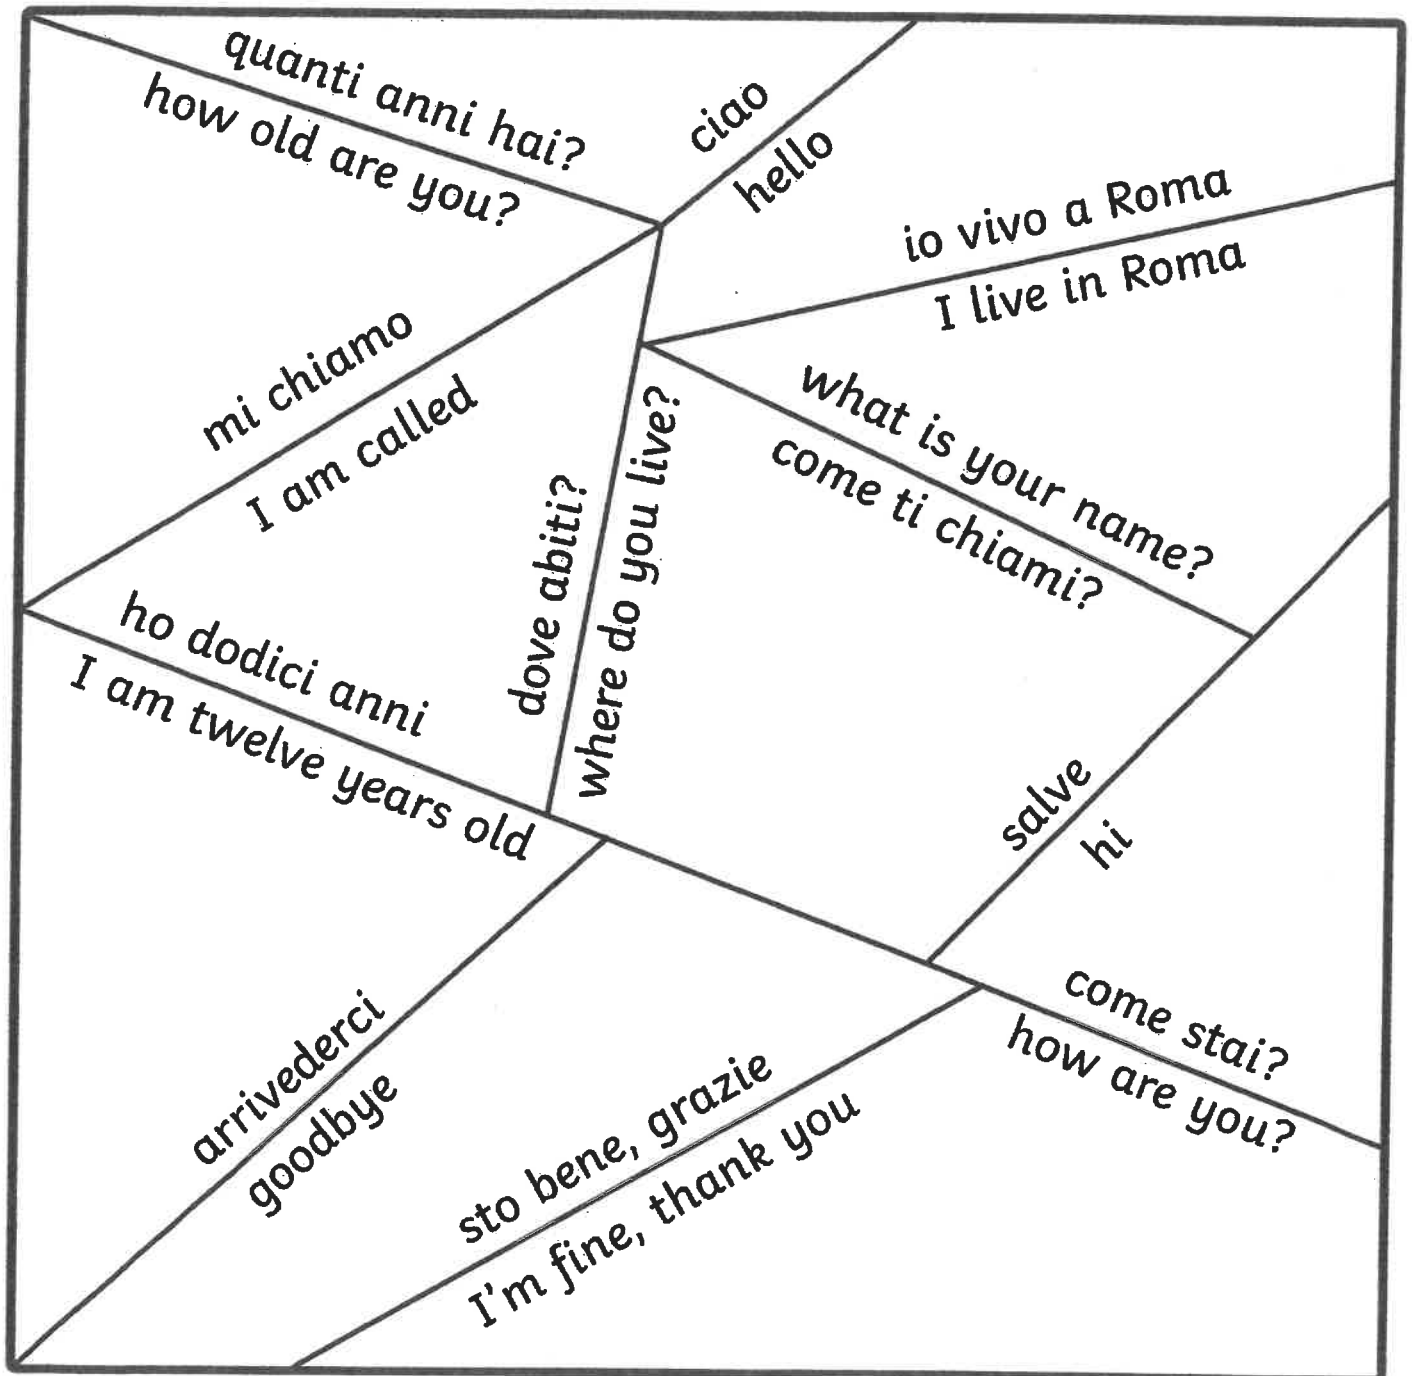 quanti anni hai?
how old are you?
ciao
hello
io vivo a Roma
I live in Roma
mi chiamo
I am called
what is your name?
come ti chiami?
dove abiti?
where do you live?
ho dodici anni
I am twelve years old
salve
hi
come stai?
how are you?
arrivederci
goodbye
sto bene, grazie
I'm fine, thank you